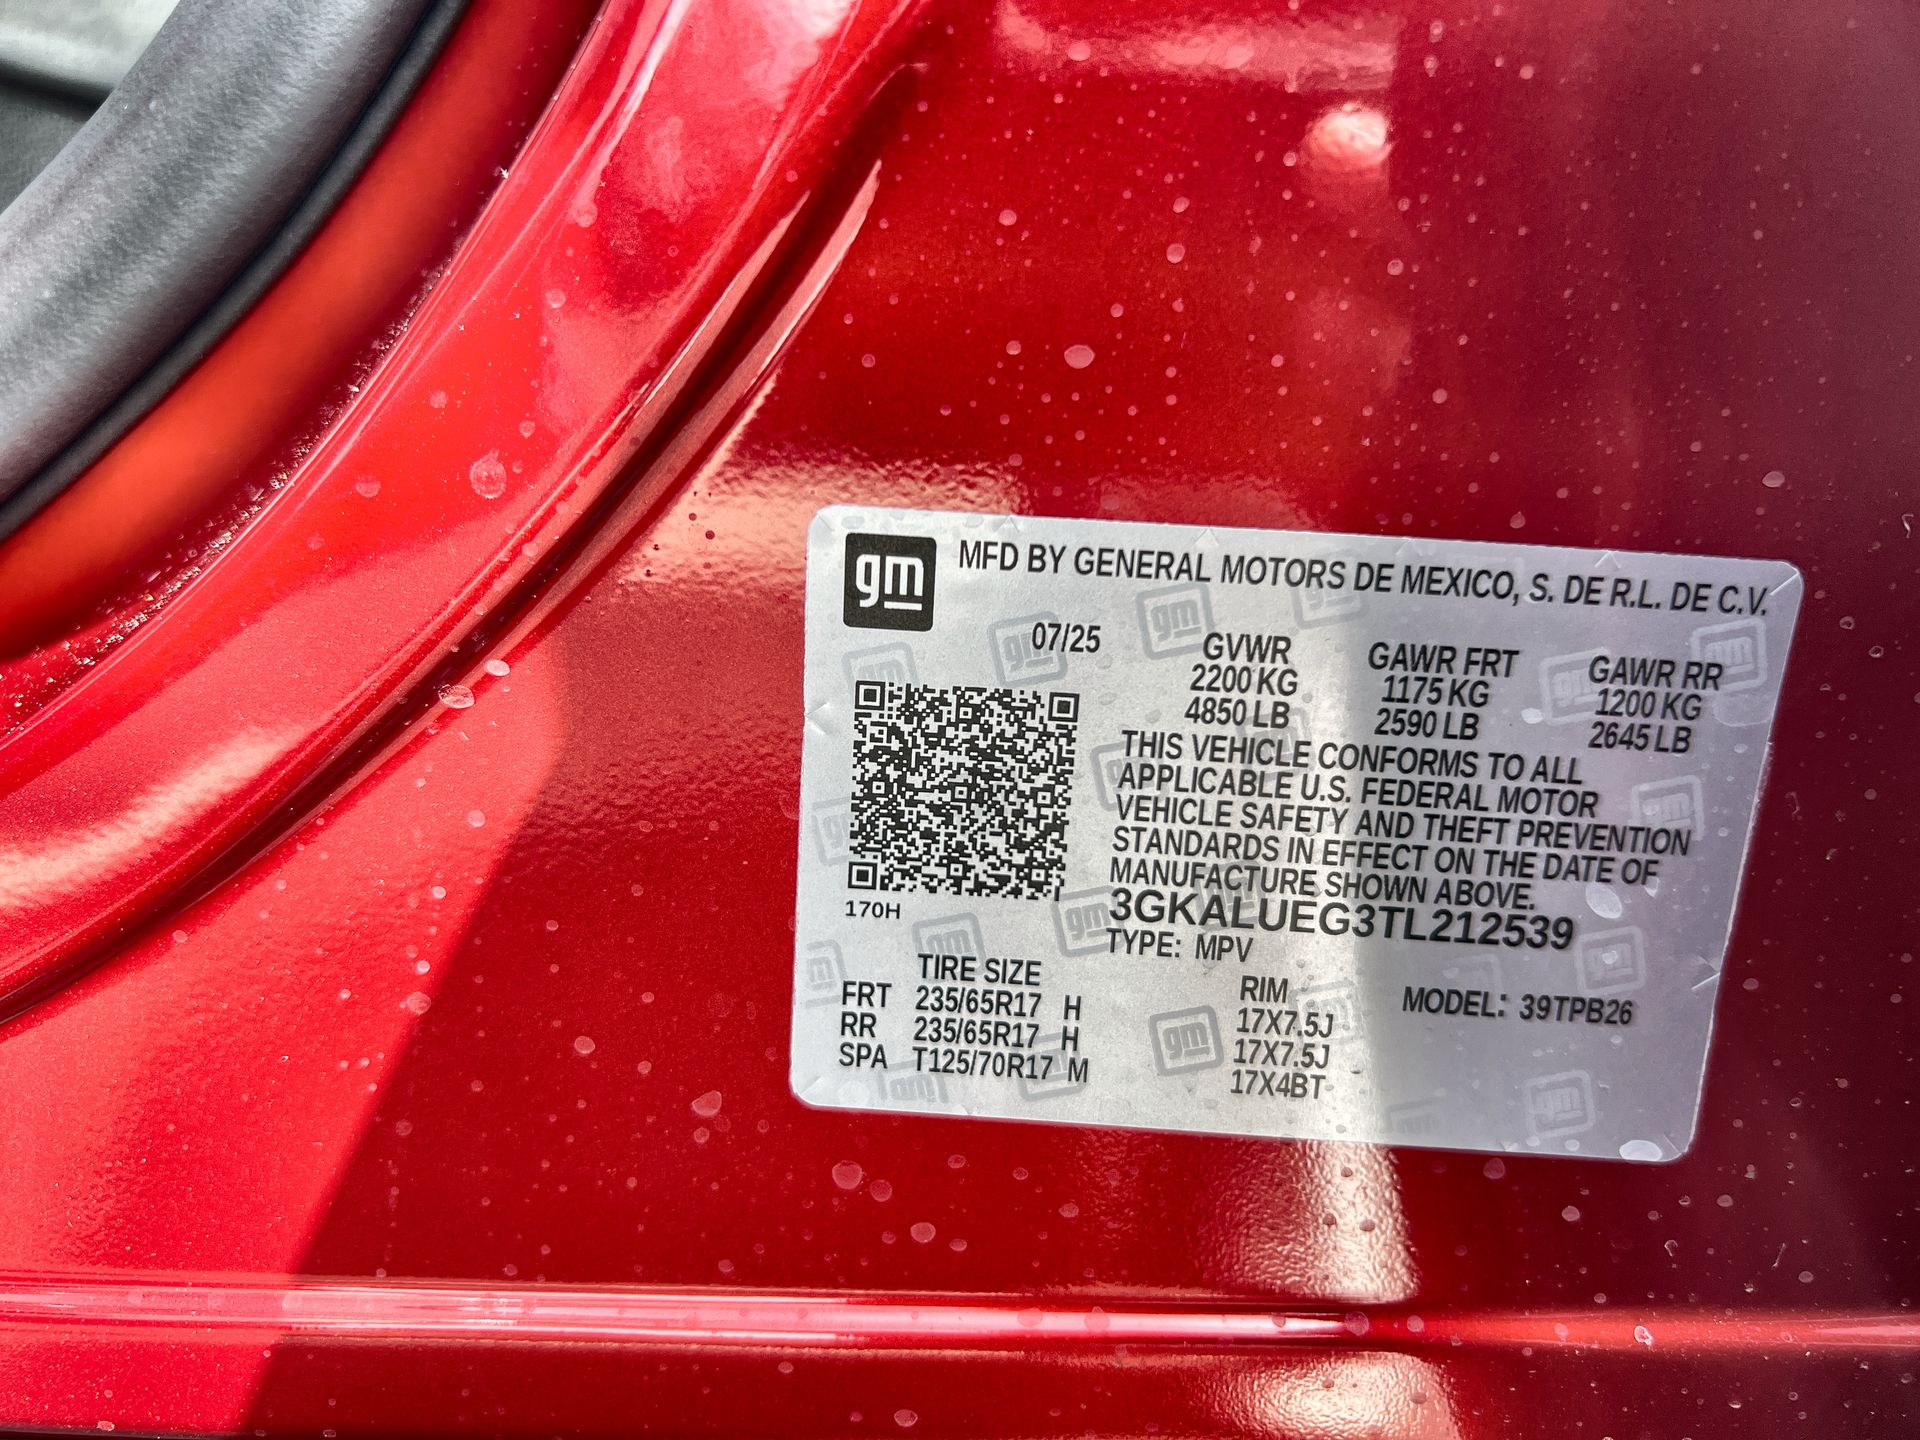 gm MFD BY GENERAL MOTORS DE MEXICO, S. DE R.L. DE C.V.
07/25 GVWR GAWR FRT GAWR RR
2200 KG 1175 KG 1200 KG
4850 LB 2590 LB 2645 LB
THIS VEHICLE CONFORMS TO ALL
APPLICABLE U.S. FEDERAL MOTOR
VEHICLE SAFETY AND THEFT PREVENTION
STANDARDS IN EFFECT ON THE DATE OF
MANUFACTURE SHOWN ABOVE.
170H 3GKALUEG3TL212539
TYPE: MPV
TIRE SIZE RIM MODEL: 39TPB26
FRT 235/65R17 H 17X7.5J
RR 235/65R17 H 17X7.5J
SPA T125/70R17 M 17X4BT